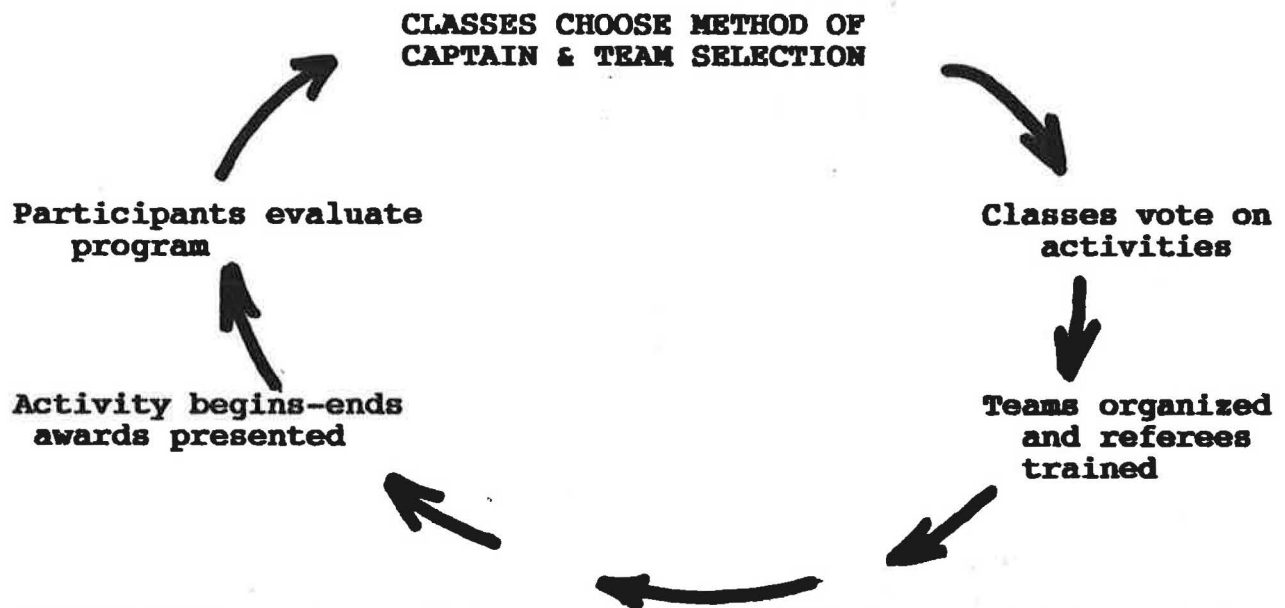 CLASSES CHOOSE METHOD OF
CAPTAIN & TEAM SELECTION
Classes vote on
activities
Teams organized
and referees
trained
Activity begins-ends
awards presented
Participants evaluate
program